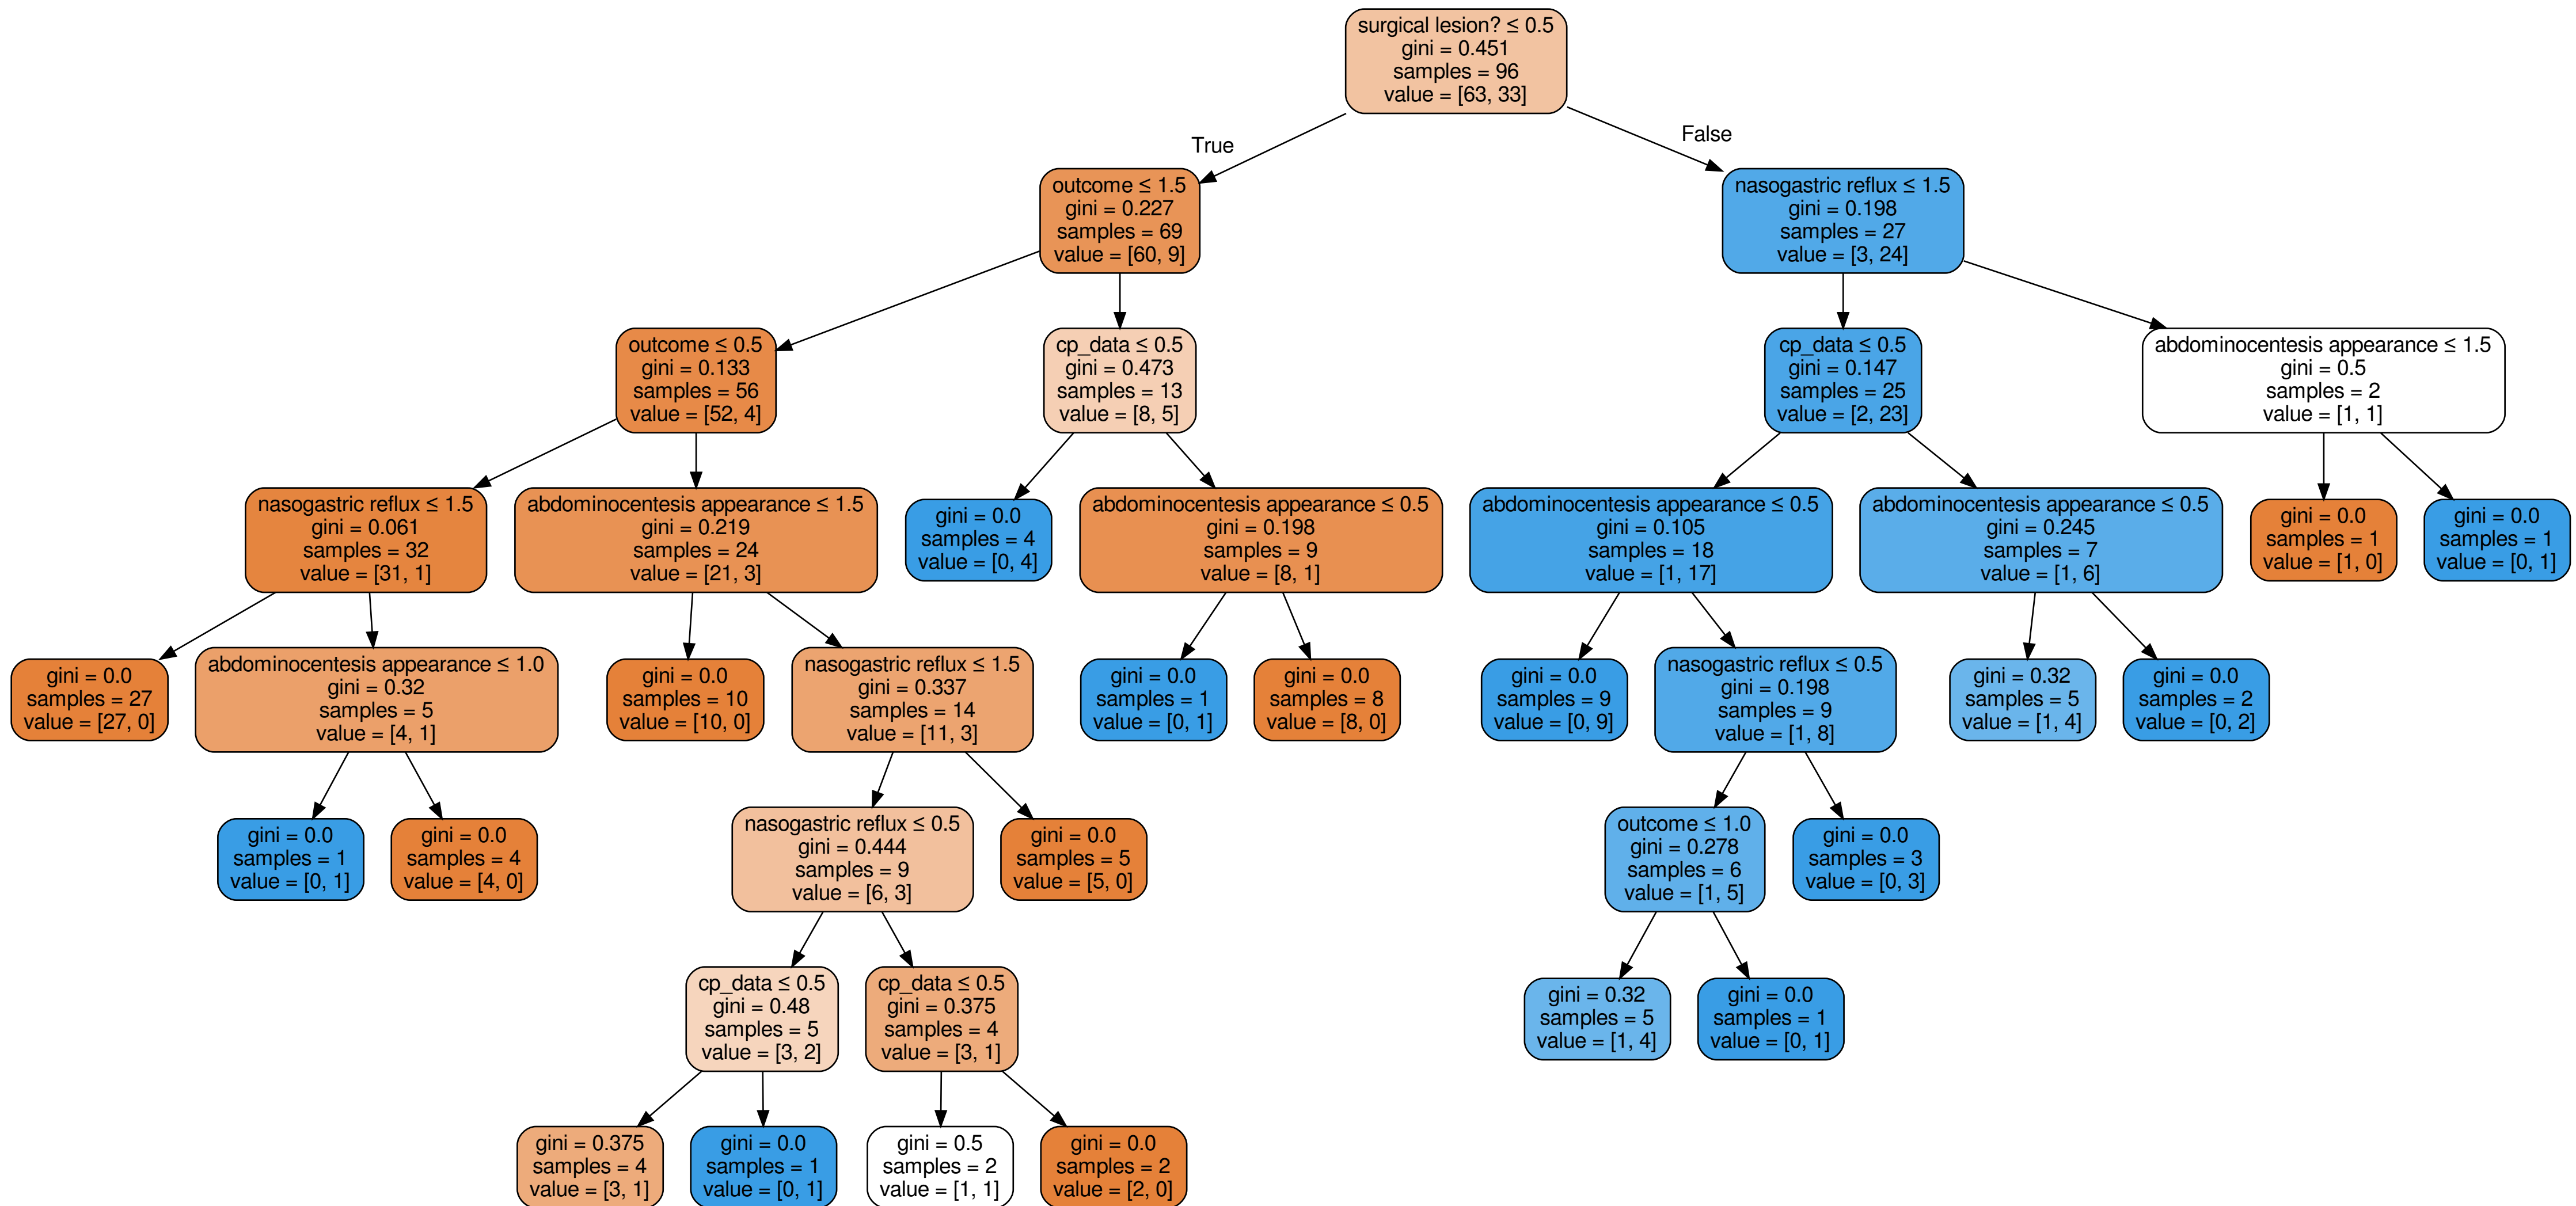 surgical lesion? ≤ 0.5
gini = 0.451
samples = 96
value = [63, 33]
True
False
outcome ≤ 1.5
gini = 0.227
samples = 69
value = [60, 9]
nasogastric reflux ≤ 1.5
gini = 0.198
samples = 27
value = [3, 24]
outcome ≤ 0.5
gini = 0.133
samples = 56
value = [52, 4]
cp_data ≤ 0.5
gini = 0.473
samples = 13
value = [8, 5]
cp_data ≤ 0.5
gini = 0.147
samples = 25
value = [2, 23]
abdominocentesis appearance ≤ 1.5
gini = 0.5
samples = 2
value = [1, 1]
nasogastric reflux ≤ 1.5
gini = 0.061
samples = 32
value = [31, 1]
abdominocentesis appearance ≤ 1.5
gini = 0.219
samples = 24
value = [21, 3]
gini = 0.0
samples = 4
value = [0, 4]
abdominocentesis appearance ≤ 0.5
gini = 0.198
samples = 9
value = [8, 1]
abdominocentesis appearance ≤ 0.5
gini = 0.105
samples = 18
value = [1, 17]
abdominocentesis appearance ≤ 0.5
gini = 0.245
samples = 7
value = [1, 6]
gini = 0.0
samples = 1
value = [1, 0]
gini = 0.0
samples = 1
value = [0, 1]
gini = 0.0
samples = 27
value = [27, 0]
abdominocentesis appearance ≤ 1.0
gini = 0.32
samples = 5
value = [4, 1]
gini = 0.0
samples = 10
value = [10, 0]
nasogastric reflux ≤ 1.5
gini = 0.337
samples = 14
value = [11, 3]
gini = 0.0
samples = 1
value = [0, 1]
gini = 0.0
samples = 8
value = [8, 0]
gini = 0.0
samples = 9
value = [0, 9]
nasogastric reflux ≤ 0.5
gini = 0.198
samples = 9
value = [1, 8]
gini = 0.32
samples = 5
value = [1, 4]
gini = 0.0
samples = 2
value = [0, 2]
gini = 0.0
samples = 1
value = [0, 1]
gini = 0.0
samples = 4
value = [4, 0]
nasogastric reflux ≤ 0.5
gini = 0.444
samples = 9
value = [6, 3]
gini = 0.0
samples = 5
value = [5, 0]
outcome ≤ 1.0
gini = 0.278
samples = 6
value = [1, 5]
gini = 0.0
samples = 3
value = [0, 3]
cp_data ≤ 0.5
gini = 0.48
samples = 5
value = [3, 2]
cp_data ≤ 0.5
gini = 0.375
samples = 4
value = [3, 1]
gini = 0.32
samples = 5
value = [1, 4]
gini = 0.0
samples = 1
value = [0, 1]
gini = 0.375
samples = 4
value = [3, 1]
gini = 0.0
samples = 1
value = [0, 1]
gini = 0.5
samples = 2
value = [1, 1]
gini = 0.0
samples = 2
value = [2, 0]